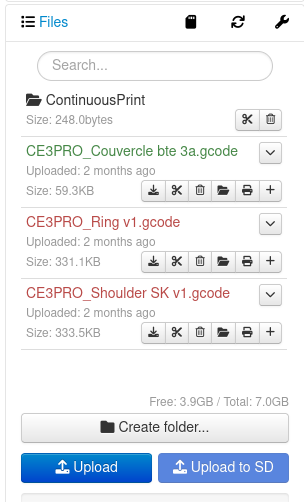 Files
Search...
ContinuousPrint
Size: 248.0bytes
CE3PRO_Couvercle bte 3a.gcode
Uploaded: 2 months ago
Size: 59.3KB
CE3PRO_Ring v1.gcode
Uploaded: 2 months ago
Size: 331.1KB
CE3PRO_Shoulder SK v1.gcode
Uploaded: 2 months ago
Size: 333.5KB
Free: 3.9GB / Total: 7.0GB
Create folder...
Upload
Upload to SD